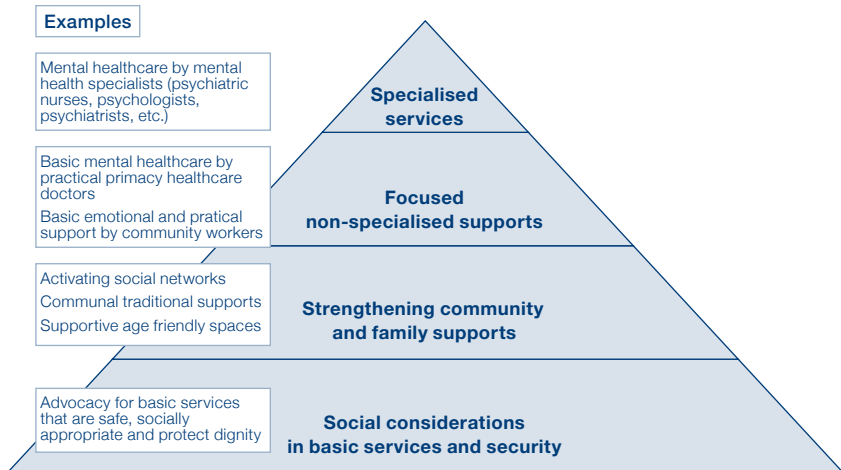 Examples
Mental healthcare by mental
health specialists (psychiatric
nurses, psychologists,
psychiatrists, etc.)
Specialised
services
Basic mental healthcare by
practical primacy healthcare
doctors
Basic emotional and pratical
support by community workers
Focused
non-specialised supports
Activating social networks
Communal traditional supports
Supportive age friendly spaces
Strengthening community
and family supports
Advocacy for basic services
that are safe, socially
appropriate and protect dignity
Social considerations
in basic services and security